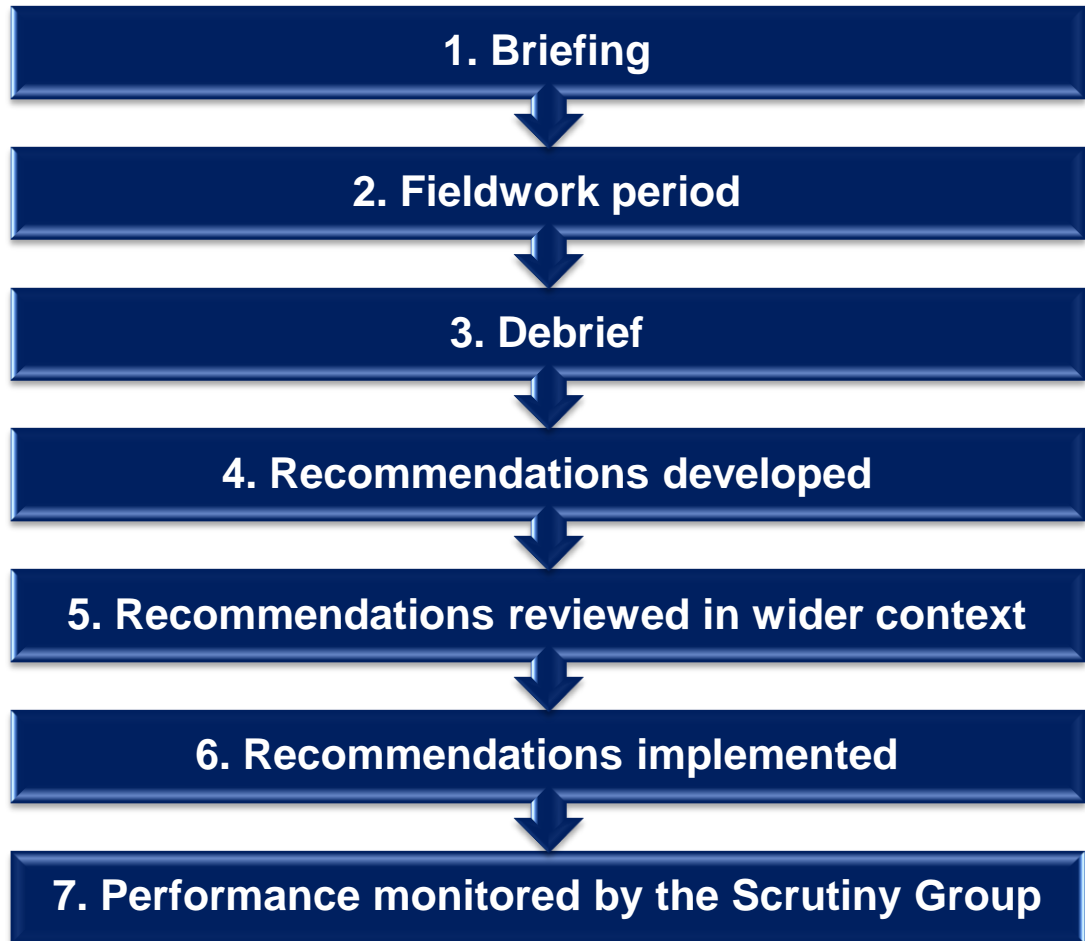 1. Briefing
2. Fieldwork period
3. Debrief
4. Recommendations developed
5. Recommendations reviewed in wider context
6. Recommendations implemented
7. Performance monitored by the Scrutiny Group